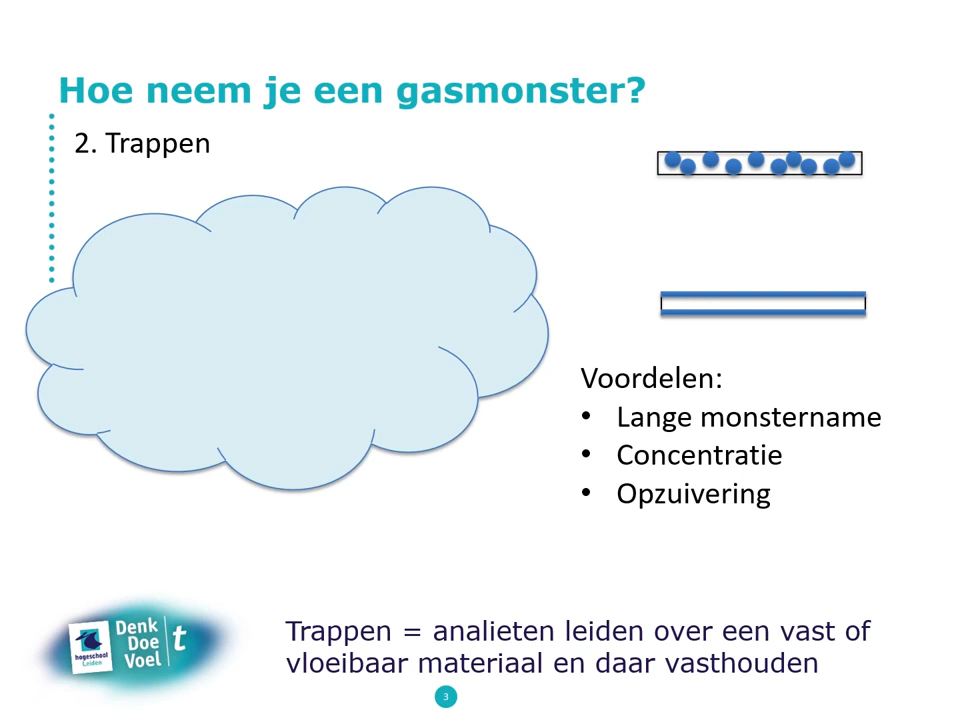 Hoe neem je een gasmonster?
2. Trappen
Voordelen:
• Lange monstername
• Concentratie
• Opzuivering
Denk
Doe
Voel
t
hogeschool
Leiden
Trappen = analieten leiden over een vast of
vloeibaar materiaal en daar vasthouden
3